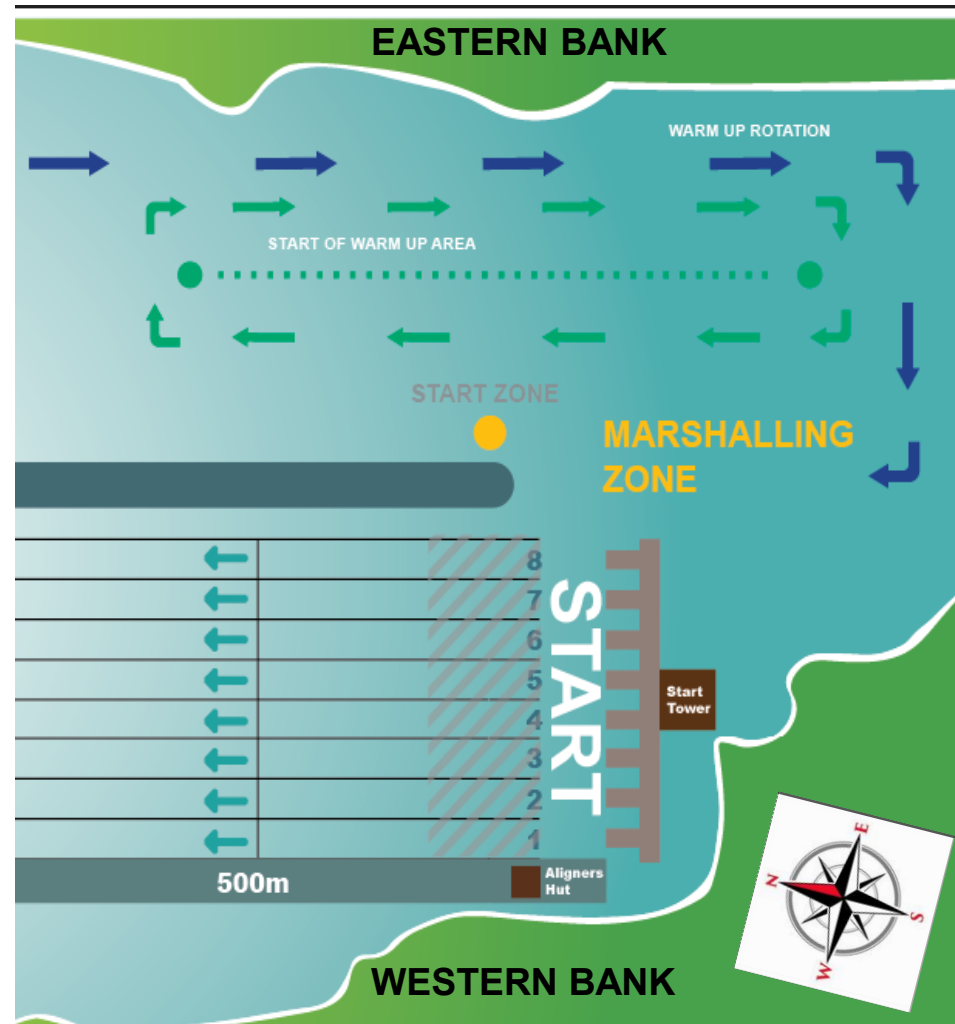 EASTERN BANK
WARM UP ROTATION
START OF WARM UP AREA
START ZONE
MARSHALLING
ZONE
8
7
6
5
4
3
2
1
START
Start
Tower
500m
Aligners
Hut
E
N
S
W
WESTERN BANK